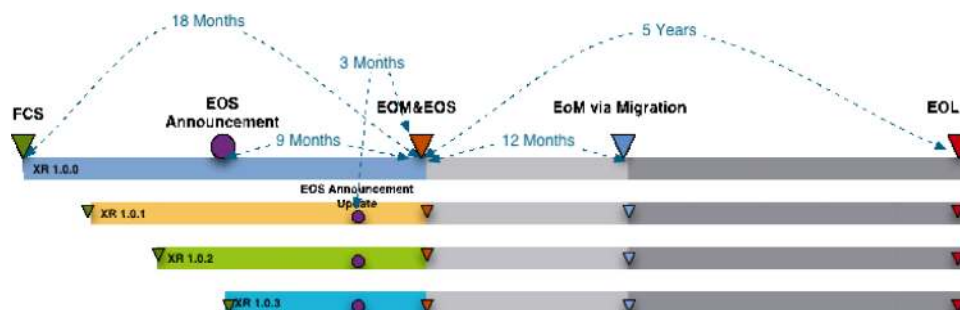 18 Months
5 Years
3 Months
FCS
EOS
Announcement
EOM&EOS
EoM via Migration
EOL
9 Months
12 Months
XR 1.0.0
EOS Announcement
Update
XR 1.0.1
XR 1.0.2
XR 1.0.3